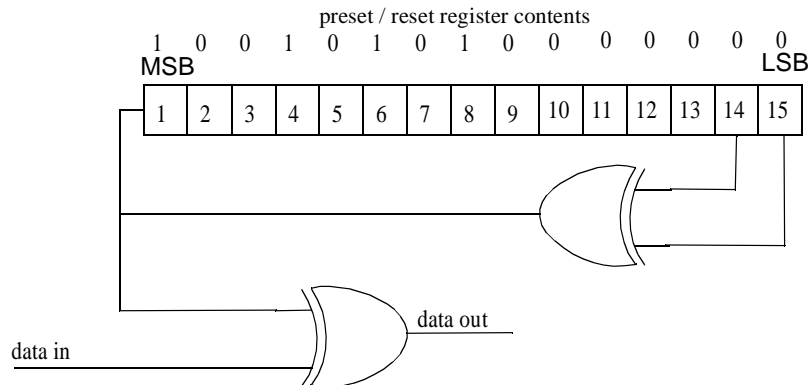 preset / reset register contents
1 0 0 1 0 1 0 1 0 0 0 0 0 0 0
MSB LSB
1 2 3 4 5 6 7 8 9 10 11 12 13 14 15
data out
data in